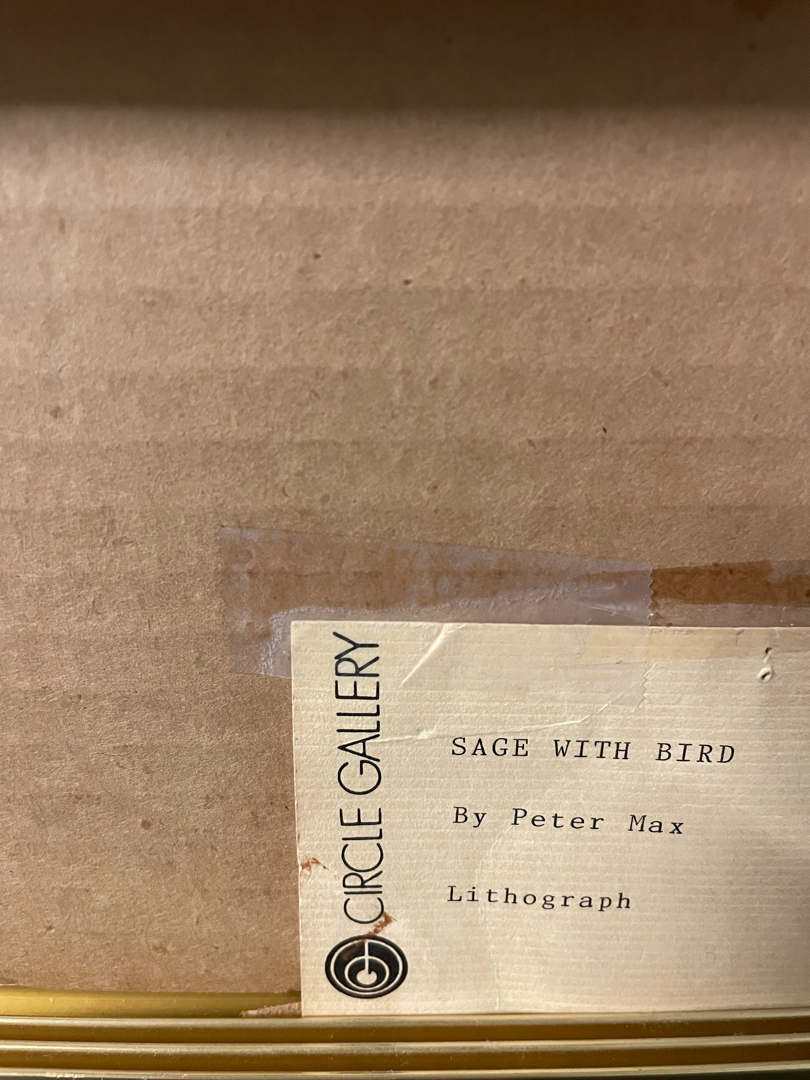 CIRCLE GALLERY
SAGE WITH BIRD
By Peter Max
Lithograph